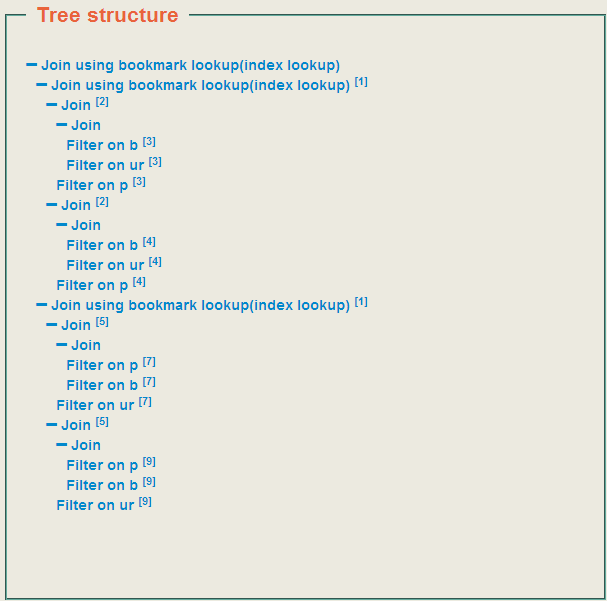 Tree structure
Join using bookmark lookup(index lookup)
Join using bookmark lookup(index lookup) [1]
Join [2]
Join
Filter on b [3]
Filter on ur [3]
Filter on p [3]
Join [2]
Join
Filter on b [4]
Filter on ur [4]
Filter on p [4]
Join using bookmark lookup(index lookup) [1]
Join [5]
Join
Filter on p [7]
Filter on b [7]
Filter on ur [7]
Join [5]
Join
Filter on p [9]
Filter on b [9]
Filter on ur [9]